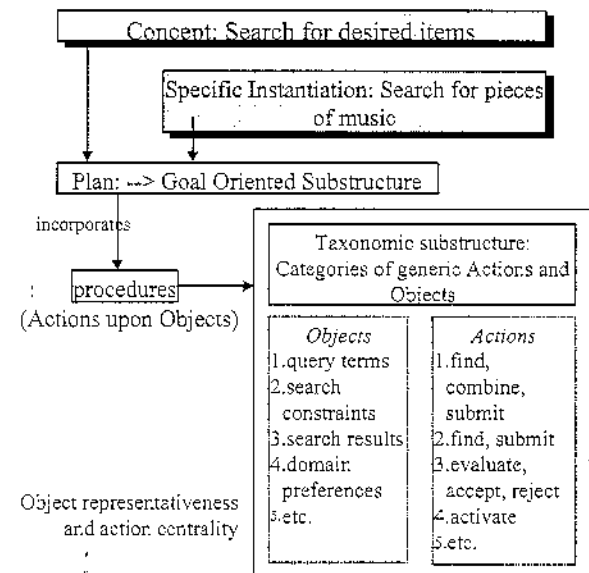 Concept: Search for desired items
Specific Instantiation: Search for pieces
of music
Plan: --> Goal Oriented Substructure
incorporates
: procedures
(Actions upon Objects)
Taxonomic substructure:
Categories of generic Actions and
Objects
Objects
1.query terms
2.search
constraints
3.search results
4.domain
preferences
5.etc.
Actions
1.find,
combine,
submit
2.find, submit
3.evaluate,
accept, reject
4.activate
5.etc.
Object representativeness
and action centrality